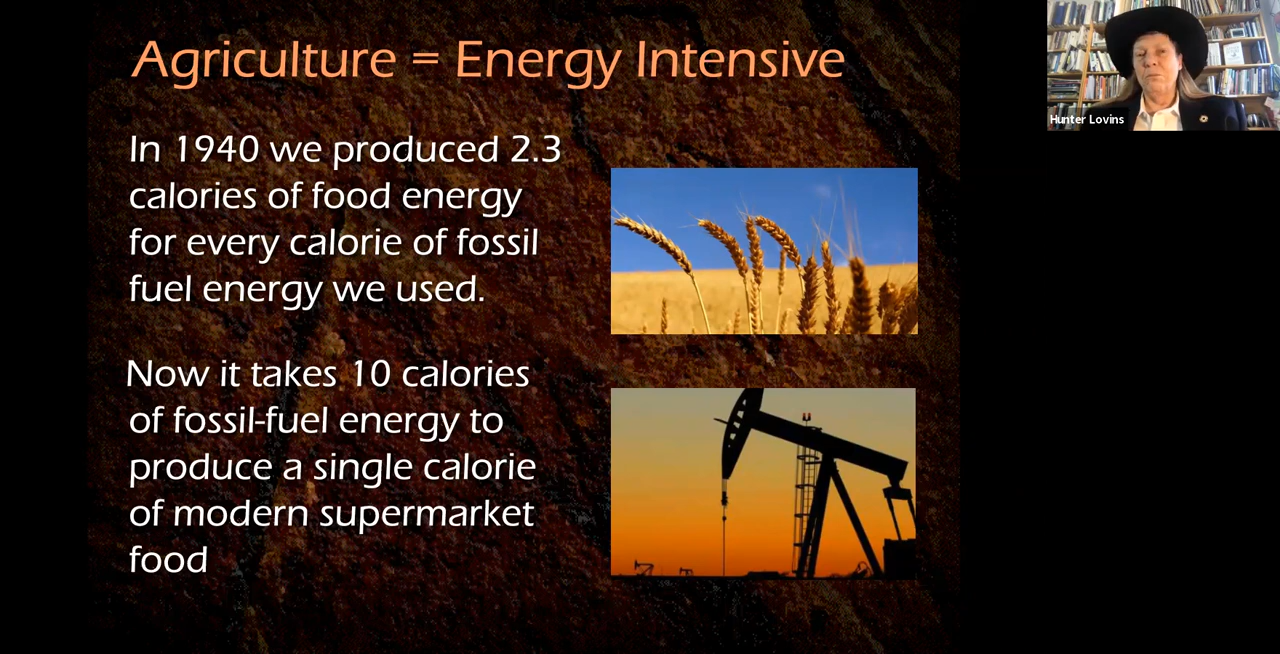 Agriculture = Energy Intensive
In 1940 we produced 2.3
calories of food energy
for every calorie of fossil
fuel energy we used.
Now it takes 10 calories
of fossil-fuel energy to
produce a single calorie
of modern supermarket
food
Hunter Lovins